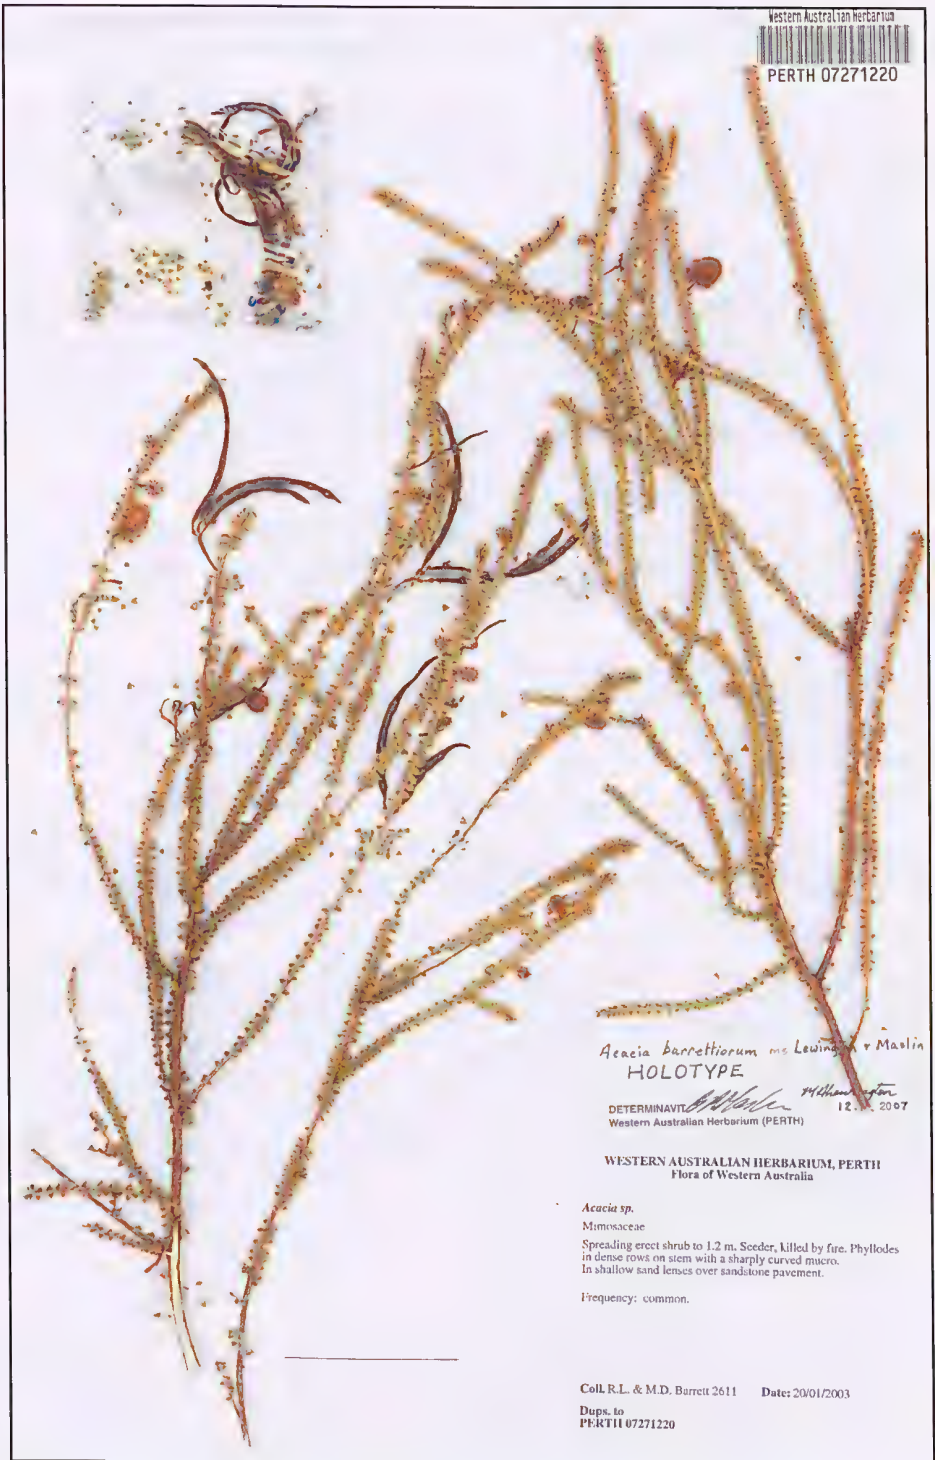 Western Australian Herbarium
PERTH 07271220
Acacia barrettiorum ms Lewington & Maslin
HOLOTYPE
DETERMINAVIT
12. 2007
Western Australian Herbarium (PERTH)
WESTERN AUSTRALIAN HERBARIUM, PERTH
Flora of Western Australia
Acacia sp.
Mimosaceae
Spreading erect shrub to 1.2 m. Seeder, killed by fire. Phyllodes
in dense rows on stem with a sharply curved mucro.
In shallow sand lenses over sandstone pavement.
Frequency: common.
Coll. R.L. & M.D. Barrett 2611 Date: 20/01/2003
Dups. to
PERTH 07271220